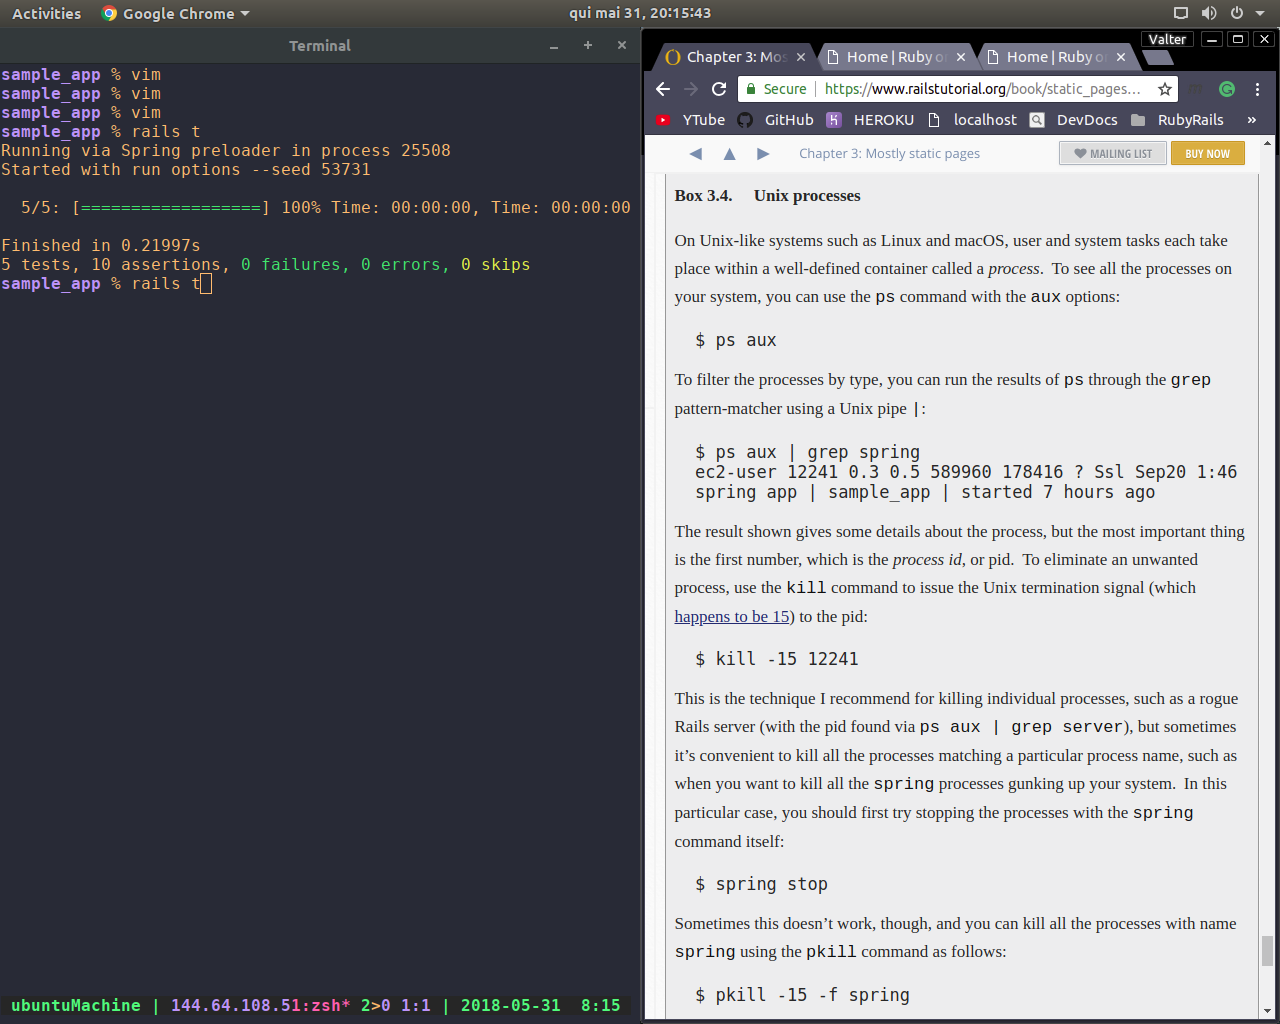 Activities Google Chrome qui mai 31, 20:15:43
Terminal
sample_app % vim
sample_app % vim
sample_app % vim
sample_app % rails t
Running via Spring preloader in process 25508
Started with run options --seed 53731
5/5: [==================] 100% Time: 00:00:00, Time: 00:00:00
Finished in 0.21997s
5 tests, 10 assertions, 0 failures, 0 errors, 0 skips
sample_app % rails t
ubuntuMachine | 144.64.108.51:zsh* 2>0 1:1 | 2018-05-31 8:15
Valter
Chapter 3: Mos Home | Ruby o Home | Ruby o
Secure https://www.railstutorial.org/book/static_pages...
YTube GitHub HEROKU localhost DevDocs RubyRails »
Chapter 3: Mostly static pages MAILING LIST BUY NOW
Box 3.4. Unix processes
On Unix-like systems such as Linux and macOS, user and system tasks each take
place within a well-defined container called a process. To see all the processes on
your system, you can use the ps command with the aux options:
$ ps aux
To filter the processes by type, you can run the results of ps through the grep
pattern-matcher using a Unix pipe |:
$ ps aux | grep spring
ec2-user 12241 0.3 0.5 589960 178416 ? Ssl Sep20 1:46
spring app | sample_app | started 7 hours ago
The result shown gives some details about the process, but the most important thing
is the first number, which is the process id, or pid. To eliminate an unwanted
process, use the kill command to issue the Unix termination signal (which
happens to be 15) to the pid:
$ kill -15 12241
This is the technique I recommend for killing individual processes, such as a rogue
Rails server (with the pid found via ps aux | grep server), but sometimes
it’s convenient to kill all the processes matching a particular process name, such as
when you want to kill all the spring processes gunking up your system. In this
particular case, you should first try stopping the processes with the spring
command itself:
$ spring stop
Sometimes this doesn’t work, though, and you can kill all the processes with name
spring using the pkill command as follows:
$ pkill -15 -f spring